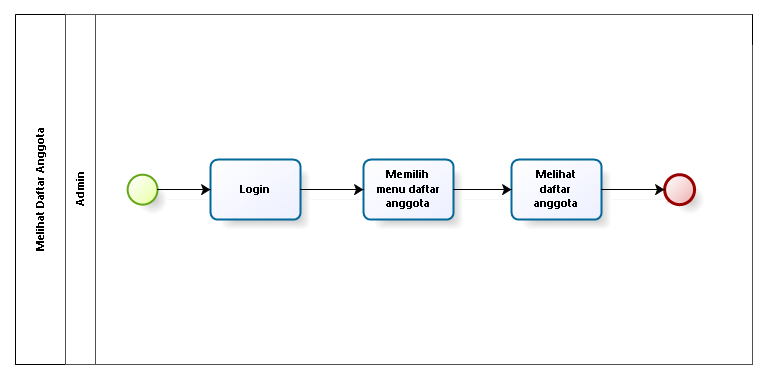 Melihat Daftar Anggota
Admin
Login
Memilih
menu daftar
anggota
Melihat
daftar
anggota